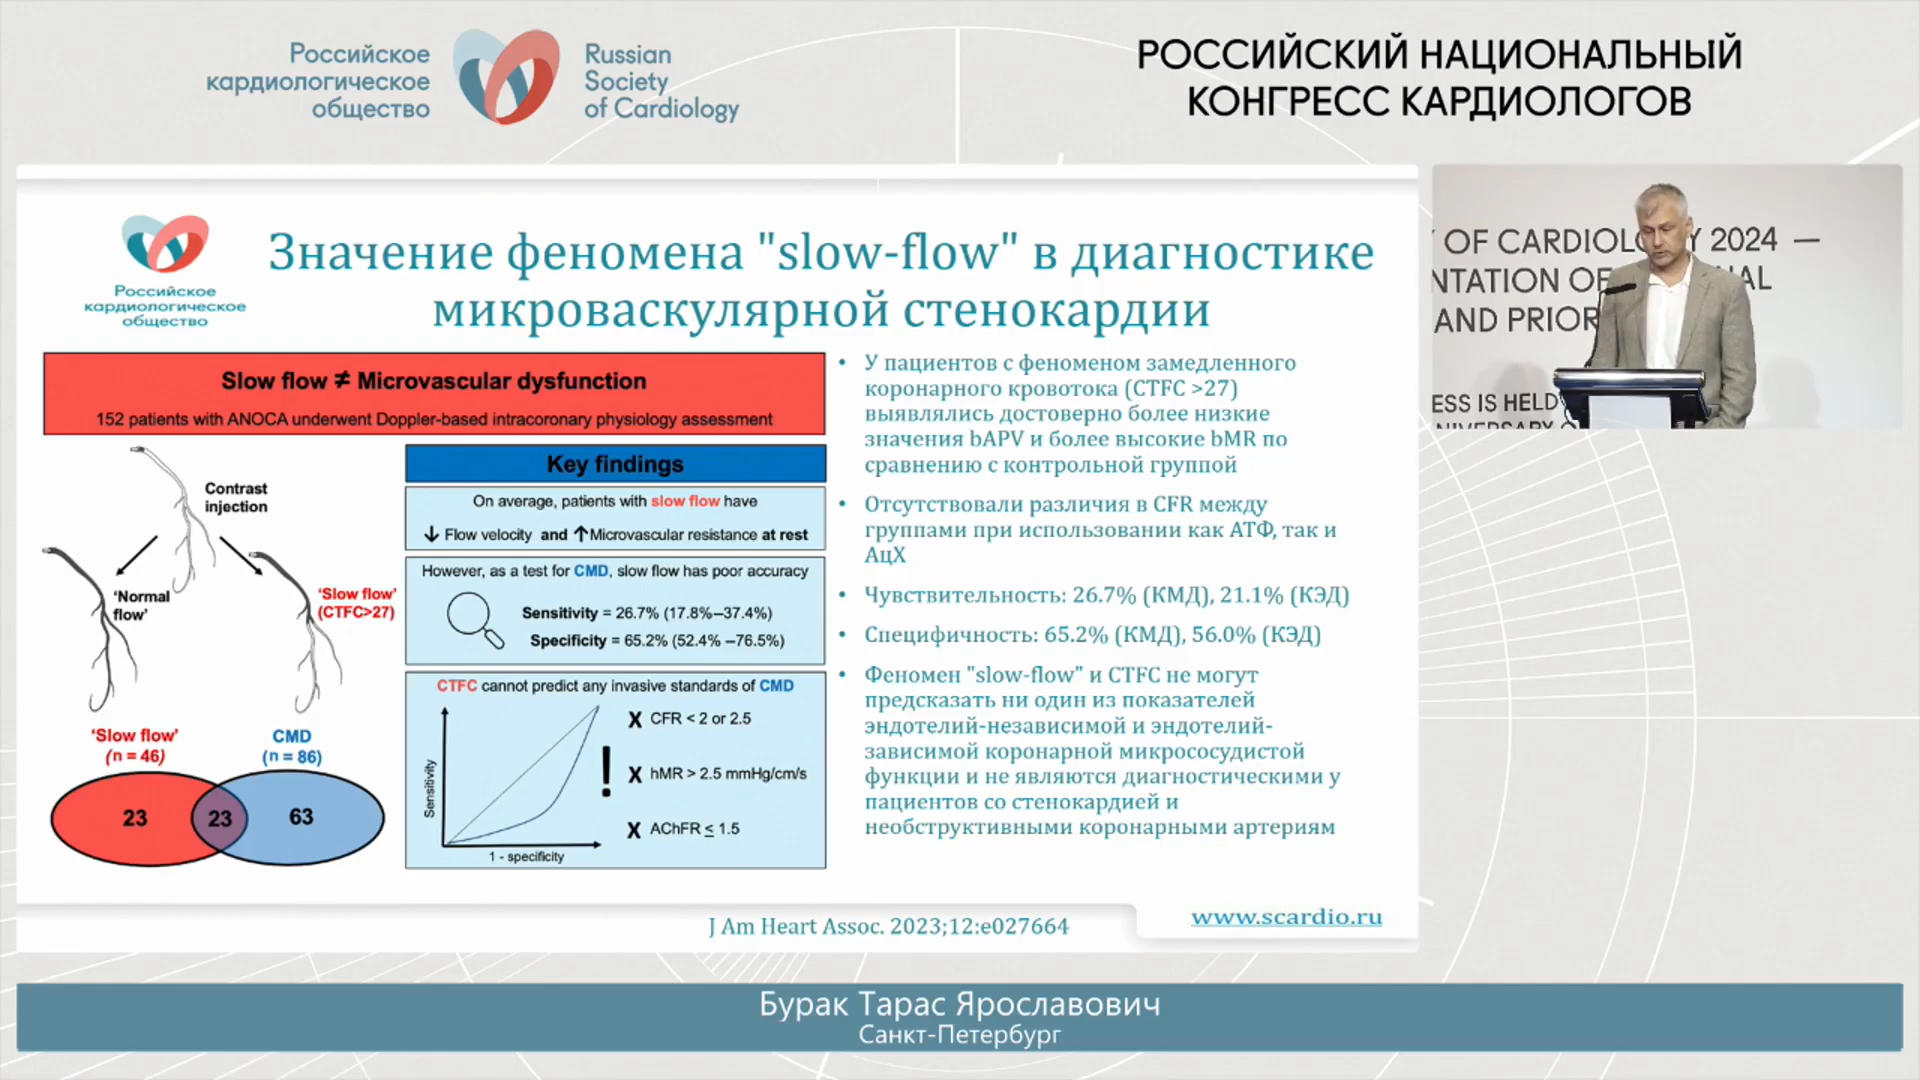 Российское
кардиологическое
общество
Russian
Society
of Cardiology
РОССИЙСКИЙ НАЦИОНАЛЬНЫЙ
КОНГРЕСС КАРДИОЛОГОВ
Российское
кардиологическое
общество
Значение феномена "slow-flow" в диагностике
микроваскулярной стенокардии
Slow flow ≠ Microvascular dysfunction
152 patients with ANOCA underwent Doppler-based intracoronary physiology assessment
Contrast
injection
'Normal
flow'
'Slow flow'
(CTFC>27)
'Slow flow'
(n = 46)
CMD
(n = 86)
23
23
63
Key findings
On average, patients with slow flow have
↓ Flow velocity and ↑Microvascular resistance at rest
However, as a test for CMD, slow flow has poor accuracy
Sensitivity = 26.7% (17.8%–37.4%)
Specificity = 65.2% (52.4% –76.5%)
CTFC cannot predict any invasive standards of CMD
Sensitivity
1 - specificity
!
X CFR < 2 or 2.5
X hMR > 2.5 mmHg/cm/s
X AChFR ≤ 1.5
• У пациентов с феноменом замедленного
коронарного кровотока (CTFC >27)
выявлялись достоверно более низкие
значения bAPV и более высокие bMR по
сравнению с контрольной группой
• Отсутствовали различия в CFR между
группами при использовании как АТФ, так и
АцХ
• Чувствительность: 26.7% (КМД), 21.1% (КЭД)
• Специфичность: 65.2% (КМД), 56.0% (КЭД)
• Феномен "slow-flow" и CTFC не могут
предсказать ни один из показателей
эндотелий-независимой и эндотелий-
зависимой коронарной микрососудистой
функции и не являются диагностическими у
пациентов со стенокардией и
необструктивными коронарными артериям
J Am Heart Assoc. 2023;12:e027664
www.scardio.ru
OF CARDIOL Y 2024 —
NTATION OF AL
AND PRIOR
ESS IS HELD
Бурак Тарас Ярославович
Санкт-Петербург